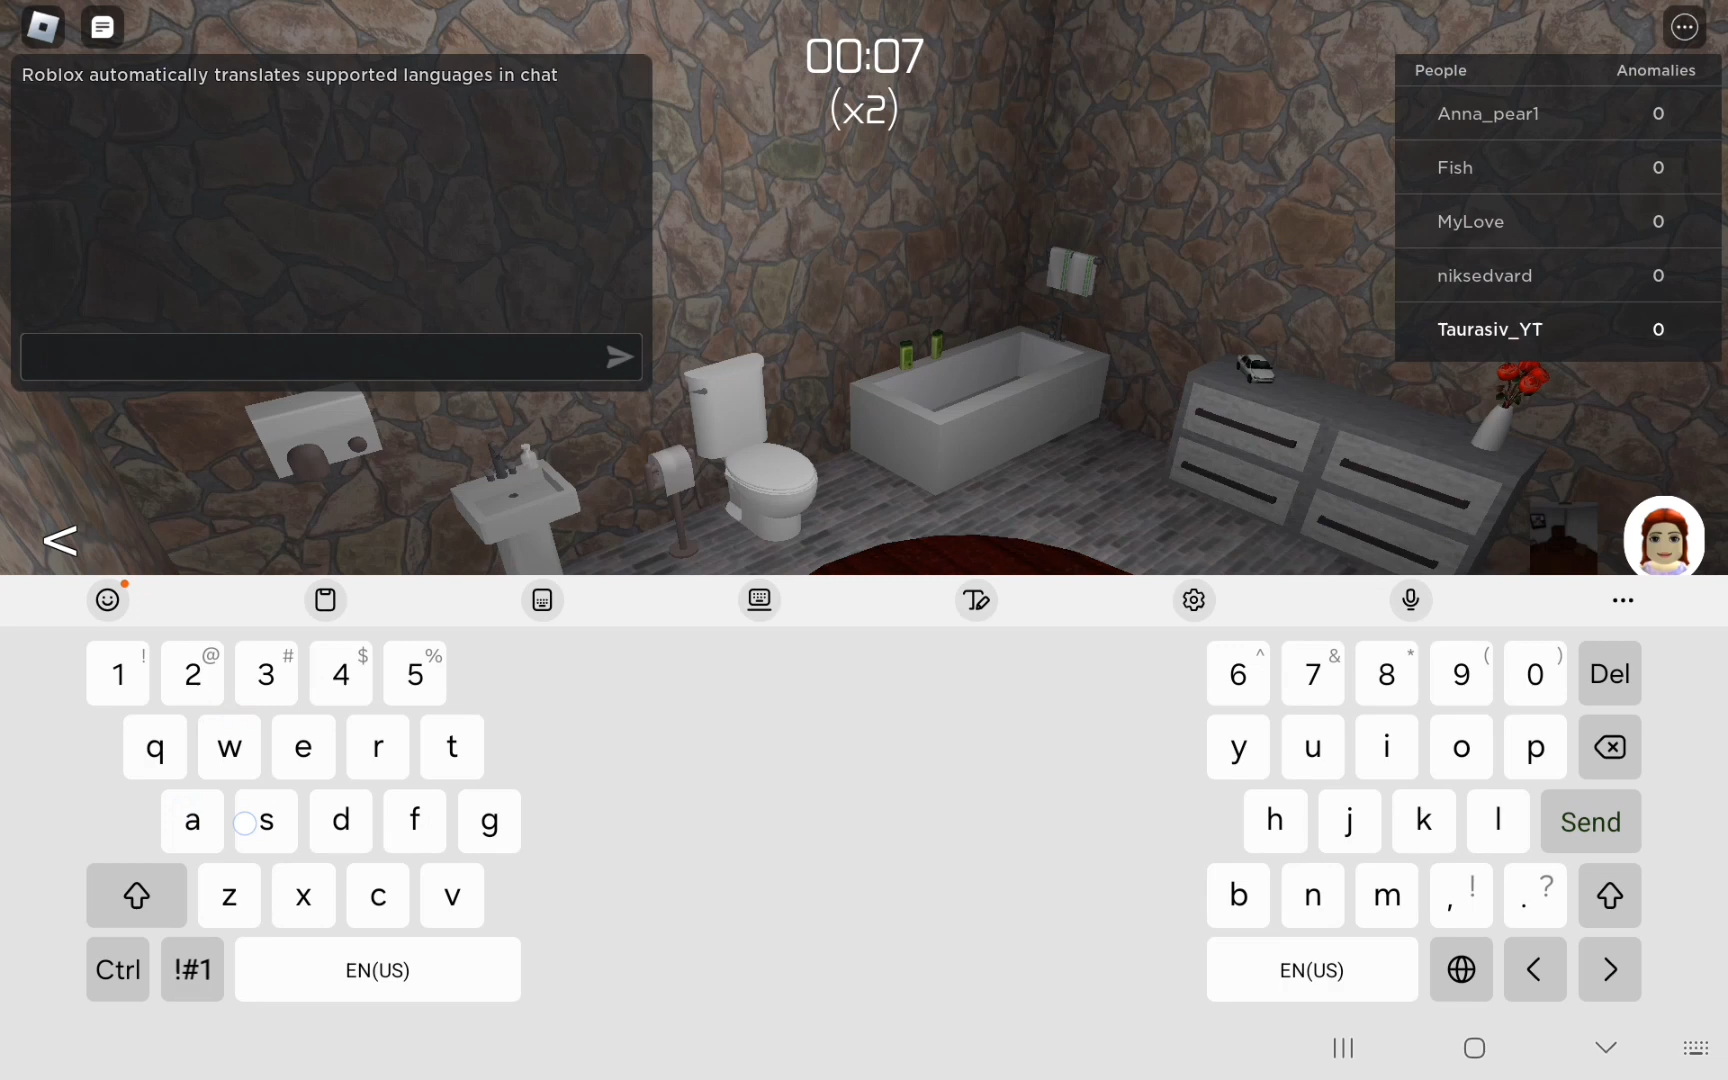 Roblox automatically translates supported languages in chat
00:07
(x2)
People Anomalies
Anna_pear1 0
Fish 0
MyLove 0
niksedvard 0
Taurasiv_YT 0
<
1 ! 2 @ 3 # 4 $ 5 % 6 ^ 7 & 8 * 9 ( 0 ) Del
q w e r t y u i o p
a s d f g h j k l Send
z x c v b n m , ! . ?
Ctrl !#1 EN(US) EN(US) < >